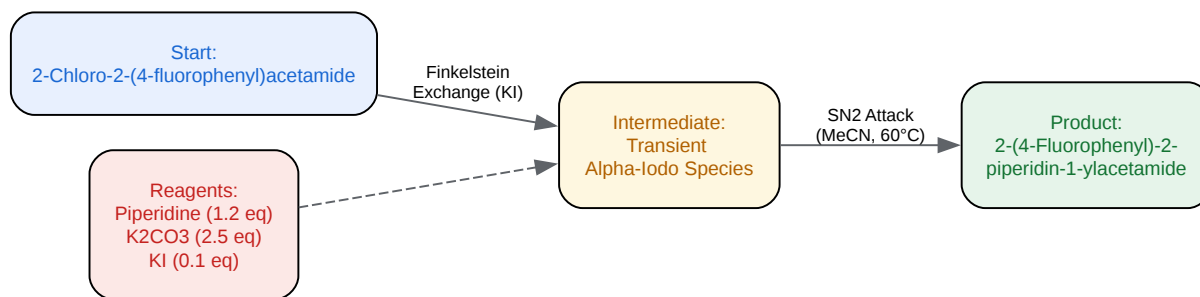 Start:
2-Chloro-2-(4-fluorophenyl)acetamide
Reagents:
Piperidine (1.2 eq)
K2CO3 (2.5 eq)
KI (0.1 eq)
Finkelstein
Exchange (KI)
Intermediate:
Transient
Alpha-Iodo Species
SN2 Attack
(MeCN, 60°C)
Product:
2-(4-Fluorophenyl)-2-
piperidin-1-ylacetamide